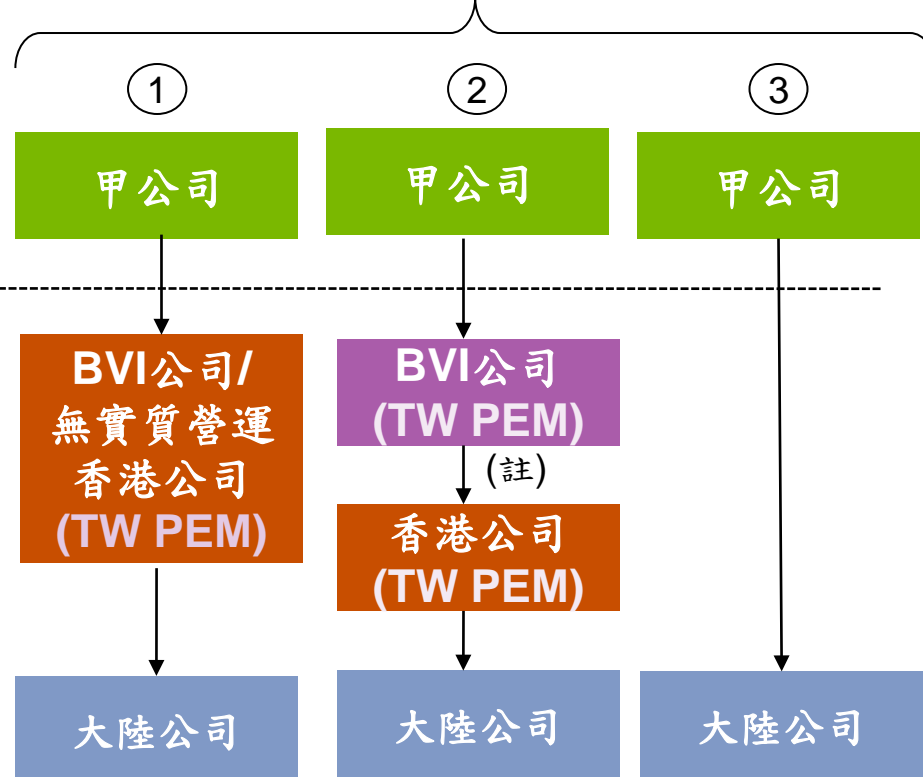 1
2
3
甲公司
甲公司
甲公司
BVI公司/
無實質營運
香港公司
(TW PEM)
BVI公司
(TW PEM)
(註)
香港公司
(TW PEM)
大陸公司
大陸公司
大陸公司